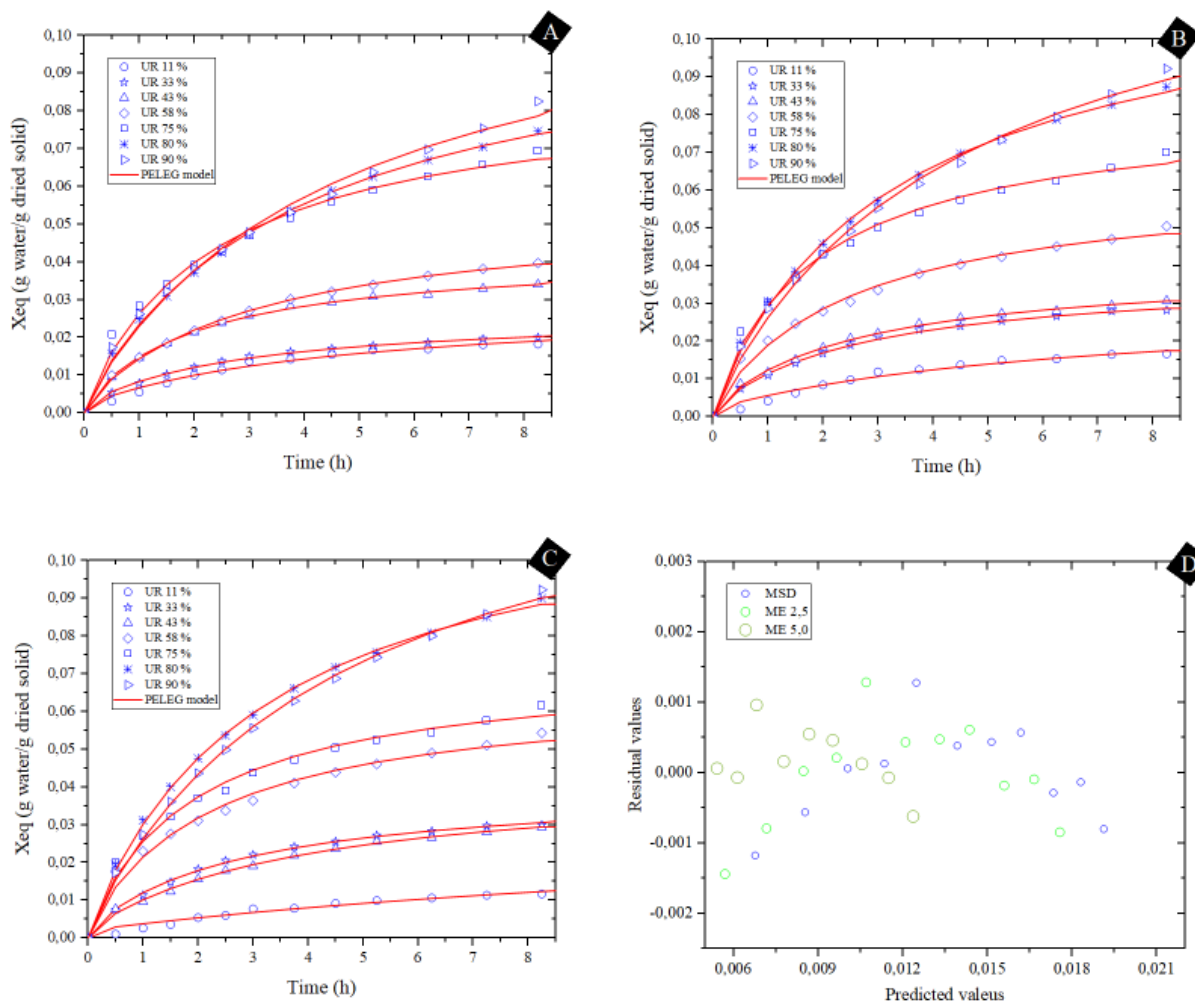 A
0,10
0,09
0,08
0,07
0,06
0,05
0,04
0,03
0,02
0,01
0,00
Xeq (g water/g dried solid)
UR 11 %
UR 33 %
UR 43 %
UR 58 %
UR 75 %
UR 80 %
UR 90 %
PELEG model
0 1 2 3 4 5 6 7 8
Time (h)
B
0,10
0,09
0,08
0,07
0,06
0,05
0,04
0,03
0,02
0,01
0,00
Xeq (g water/g dried solid)
UR 11 %
UR 33 %
UR 43 %
UR 58 %
UR 75 %
UR 80 %
UR 90 %
PELEG model
0 1 2 3 4 5 6 7 8
Time (h)
C
0,10
0,09
0,08
0,07
0,06
0,05
0,04
0,03
0,02
0,01
0,00
Xeq (g water/g dried solid)
UR 11 %
UR 33 %
UR 43 %
UR 58 %
UR 75 %
UR 80 %
UR 90 %
PELEG model
0 1 2 3 4 5 6 7 8
Time (h)
D
0,003
0,002
0,001
0,000
-0,001
-0,002
Residual values
MSD
ME 2,5
ME 5,0
0,006 0,009 0,012 0,015 0,018 0,021
Predicted valeus